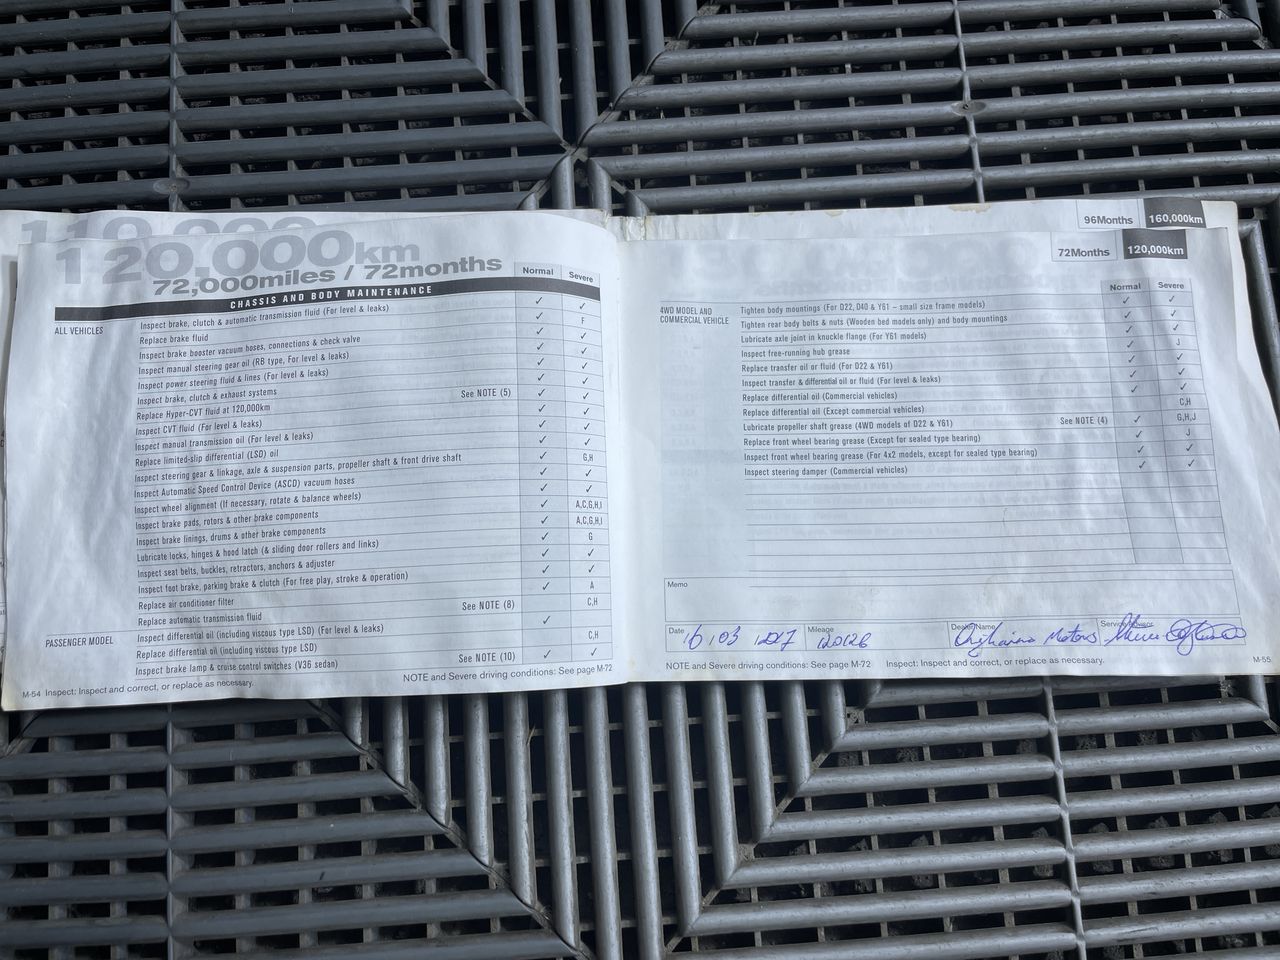 120,000km
72,000miles / 72months
Normal Severe
CHASSIS AND BODY MAINTENANCE
ALL VEHICLES
Inspect brake, clutch & automatic transmission fluid (For level & leaks)
Replace brake fluid F
Inspect brake booster vacuum hoses, connections & check valve
Inspect manual steering gear oil (RB type, For level & leaks)
Inspect power steering fluid & lines (For level & leaks)
Inspect brake, clutch & exhaust systems
Replace Hyper-CVT fluid at 120,000km See NOTE (5)
Inspect CVT fluid (For level & leaks)
Inspect manual transmission oil (For level & leaks)
Replace limited-slip differential (LSD) oil G,H
Inspect steering gear & linkage, axle & suspension parts, propeller shaft & front drive shaft
Inspect Automatic Speed Control Device (ASCD) vacuum hoses
Inspect wheel alignment (If necessary, rotate & balance wheels)
Inspect brake pads, rotors & other brake components A,C,G,H,I
Inspect brake linings, drums & other brake components A,C,G,H,I
Lubricate locks, hinges & hood latch (& sliding door rollers and links) G
Inspect seat belts, buckles, retractors, anchors & adjuster
Inspect foot brake, parking brake & clutch (For free play, stroke & operation)
Replace air conditioner filter A
Replace automatic transmission fluid See NOTE (8) C,H
PASSENGER MODEL
Inspect differential oil (including viscous type LSD) (For level & leaks)
Replace differential oil (including viscous type LSD) C,H
Inspect brake lamp & cruise control switches (V36 sedan) See NOTE (10)
M-54 Inspect: Inspect and correct, or replace as necessary.
NOTE and Severe driving conditions: See page M-72
96Months 160,000km
72Months 120,000km
Normal Severe
4WD MODEL AND
COMMERCIAL VEHICLE
Tighten body mountings (For D22, D40 & Y61 – small size frame models)
Tighten rear body bolts & nuts (Wooden bed models only) and body mountings
Lubricate axle joint in knuckle flange (For Y61 models)
Inspect free-running hub grease J
Replace transfer oil or fluid (For D22 & Y61)
Inspect transfer & differential oil or fluid (For level & leaks)
Replace differential oil (Commercial vehicles)
Replace differential oil (Except commercial vehicles) C,H
Lubricate propeller shaft grease (4WD models of D22 & Y61) See NOTE (4) G,H,J
Replace front wheel bearing grease (Except for sealed type bearing) J
Inspect front wheel bearing grease (For 4x2 models, except for sealed type bearing)
Inspect steering damper (Commercial vehicles)
Memo
Date Mileage Dealer Name Service Advisor
Motors
NOTE and Severe driving conditions: See page M-72 Inspect: Inspect and correct, or replace as necessary.
M-55